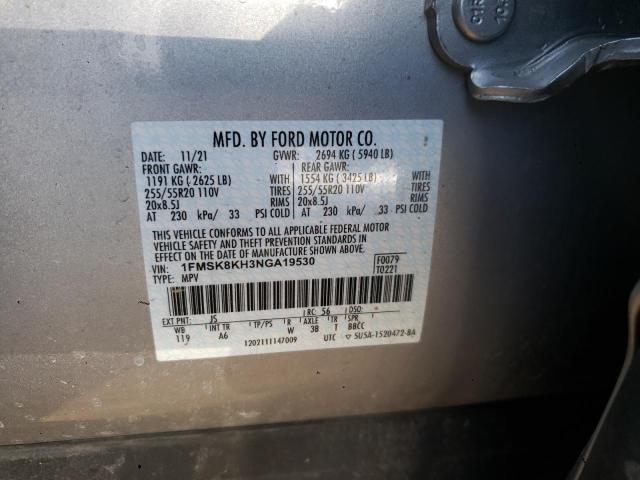 MFD. BY FORD MOTOR CO.
DATE: 11/21 GVWR: 2694 KG ( 5940 LB)
FRONT GAWR: REAR GAWR:
1191 KG ( 2625 LB) WITH 1554 KG ( 3425 LB) WITH
255/55R20 110V TIRES 255/55R20 110V TIRES
20x8.5J RIMS 20x8.5J RIMS
AT 230 kPa/ 33 PSI COLD AT 230 kPa/ 33 PSI COLD
THIS VEHICLE CONFORMS TO ALL APPLICABLE FEDERAL MOTOR
VEHICLE SAFETY AND THEFT PREVENTION STANDARDS IN
EFFECT ON THE DATE OF MANUFACTURE SHOWN ABOVE.
VIN: 1FMSK8KH3NGA19530 F0079
TYPE: MPV T0221
EXT PNT: JS RC: 56 DSO:
WB INT TR TP/PS R AXLE TR SPR
119 A6 W 3B T BBCC
1202111147009 UTC ▽ 5U5A-1520472-BA